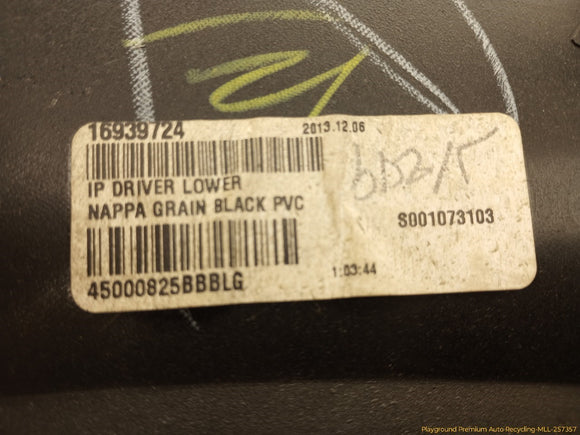 16939724
2013.12.06
IP DRIVER LOWER
NAPPA GRAIN BLACK PVC
S001073103
1:03:44
45000825BBBLG
Playground Premium Auto Recycling-MLL-257357